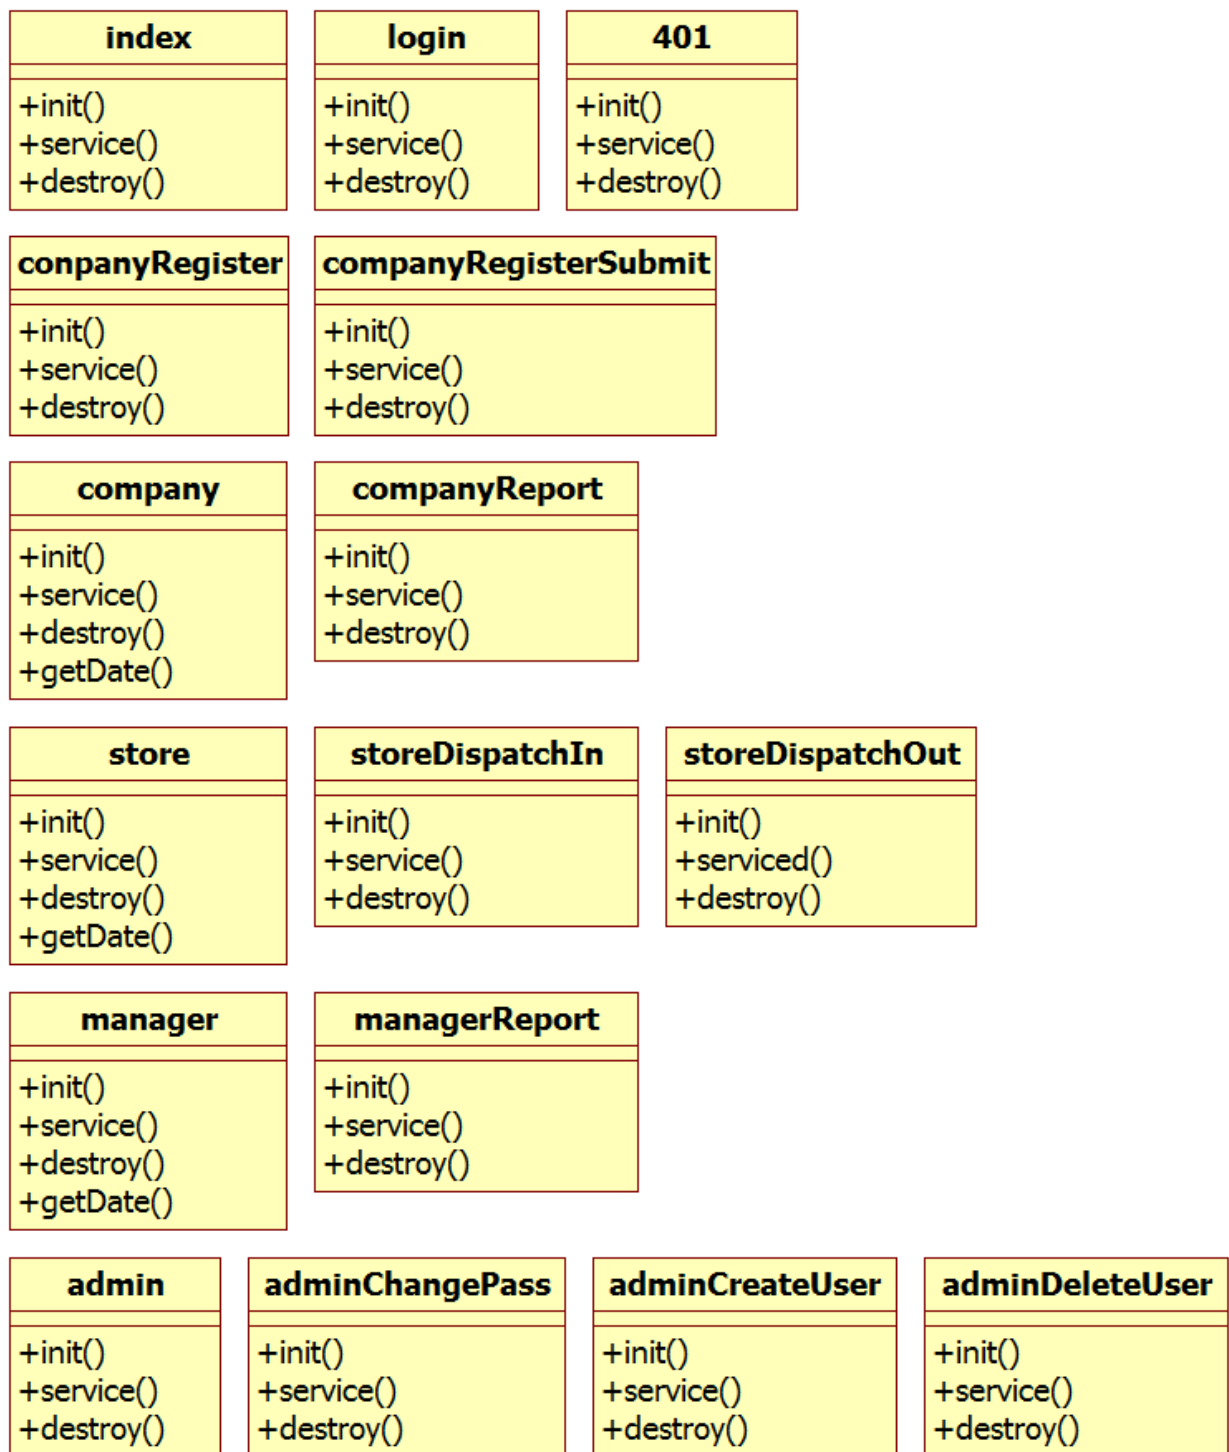 index
+init()
+service()
+destroy()
login
+init()
+service()
+destroy()
401
+init()
+service()
+destroy()
conpanyRegister
+init()
+service()
+destroy()
companyRegisterSubmit
+init()
+service()
+destroy()
company
+init()
+service()
+destroy()
+getDate()
companyReport
+init()
+service()
+destroy()
store
+init()
+service()
+destroy()
+getDate()
storeDispatchIn
+init()
+service()
+destroy()
storeDispatchOut
+init()
+serviced()
+destroy()
manager
+init()
+service()
+destroy()
+getDate()
managerReport
+init()
+service()
+destroy()
admin
+init()
+service()
+destroy()
adminChangePass
+init()
+service()
+destroy()
adminCreateUser
+init()
+service()
+destroy()
adminDeleteUser
+init()
+service()
+destroy()